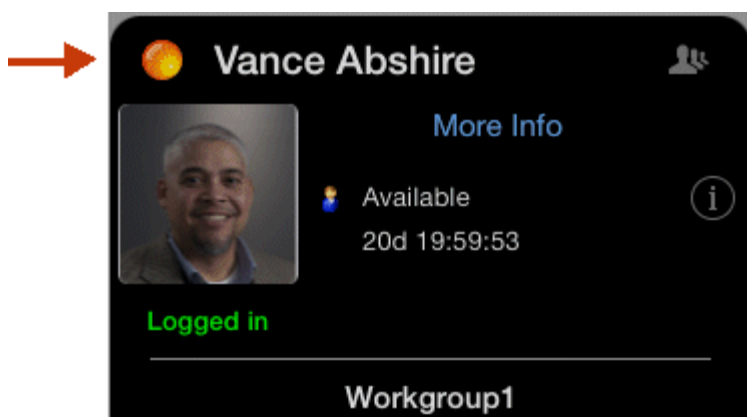 Vance Abshire
More Info
Available
20d 19:59:53
Logged in
Workgroup1